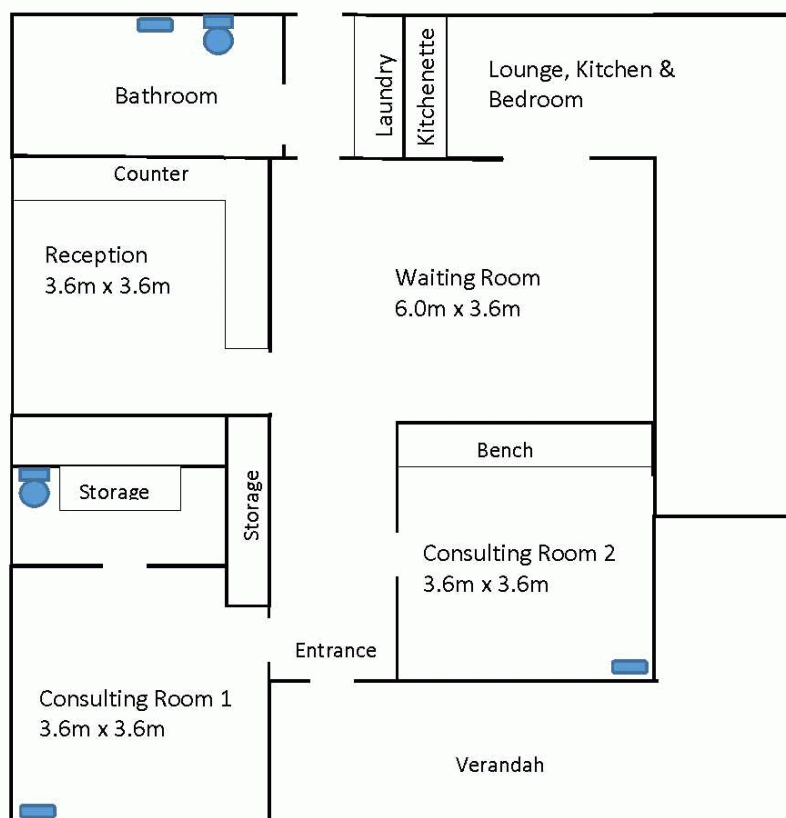 Bathroom
Laundry
Kitchenette
Lounge, Kitchen &
Bedroom
Counter
Reception
3.6m x 3.6m
Waiting Room
6.0m x 3.6m
Storage
Storage
Bench
Consulting Room 2
3.6m x 3.6m
Entrance
Consulting Room 1
3.6m x 3.6m
Verandah